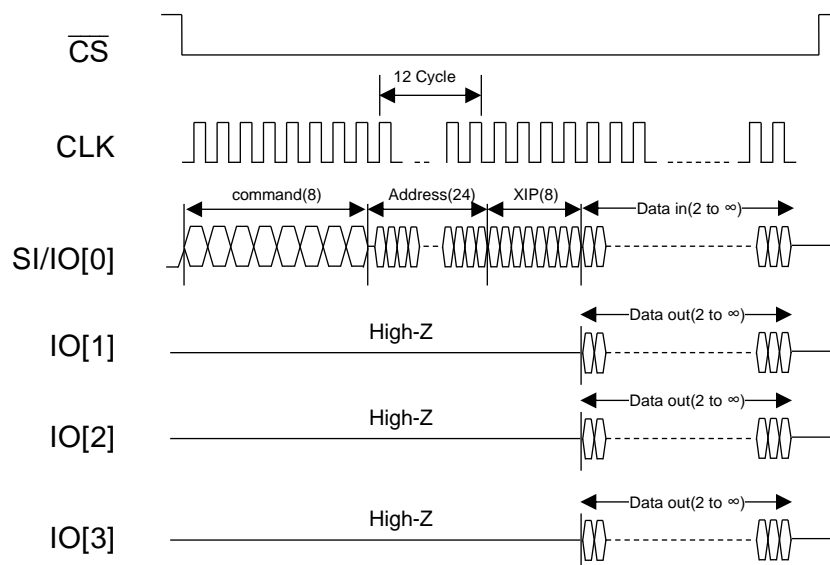 CS
12 Cycle
CLK
command(8)
Address(24)
XIP(8)
Data in(2 to ∞)
SI/IO[0]
Data out(2 to ∞)
High-Z
IO[1]
Data out(2 to ∞)
High-Z
IO[2]
Data out(2 to ∞)
High-Z
IO[3]